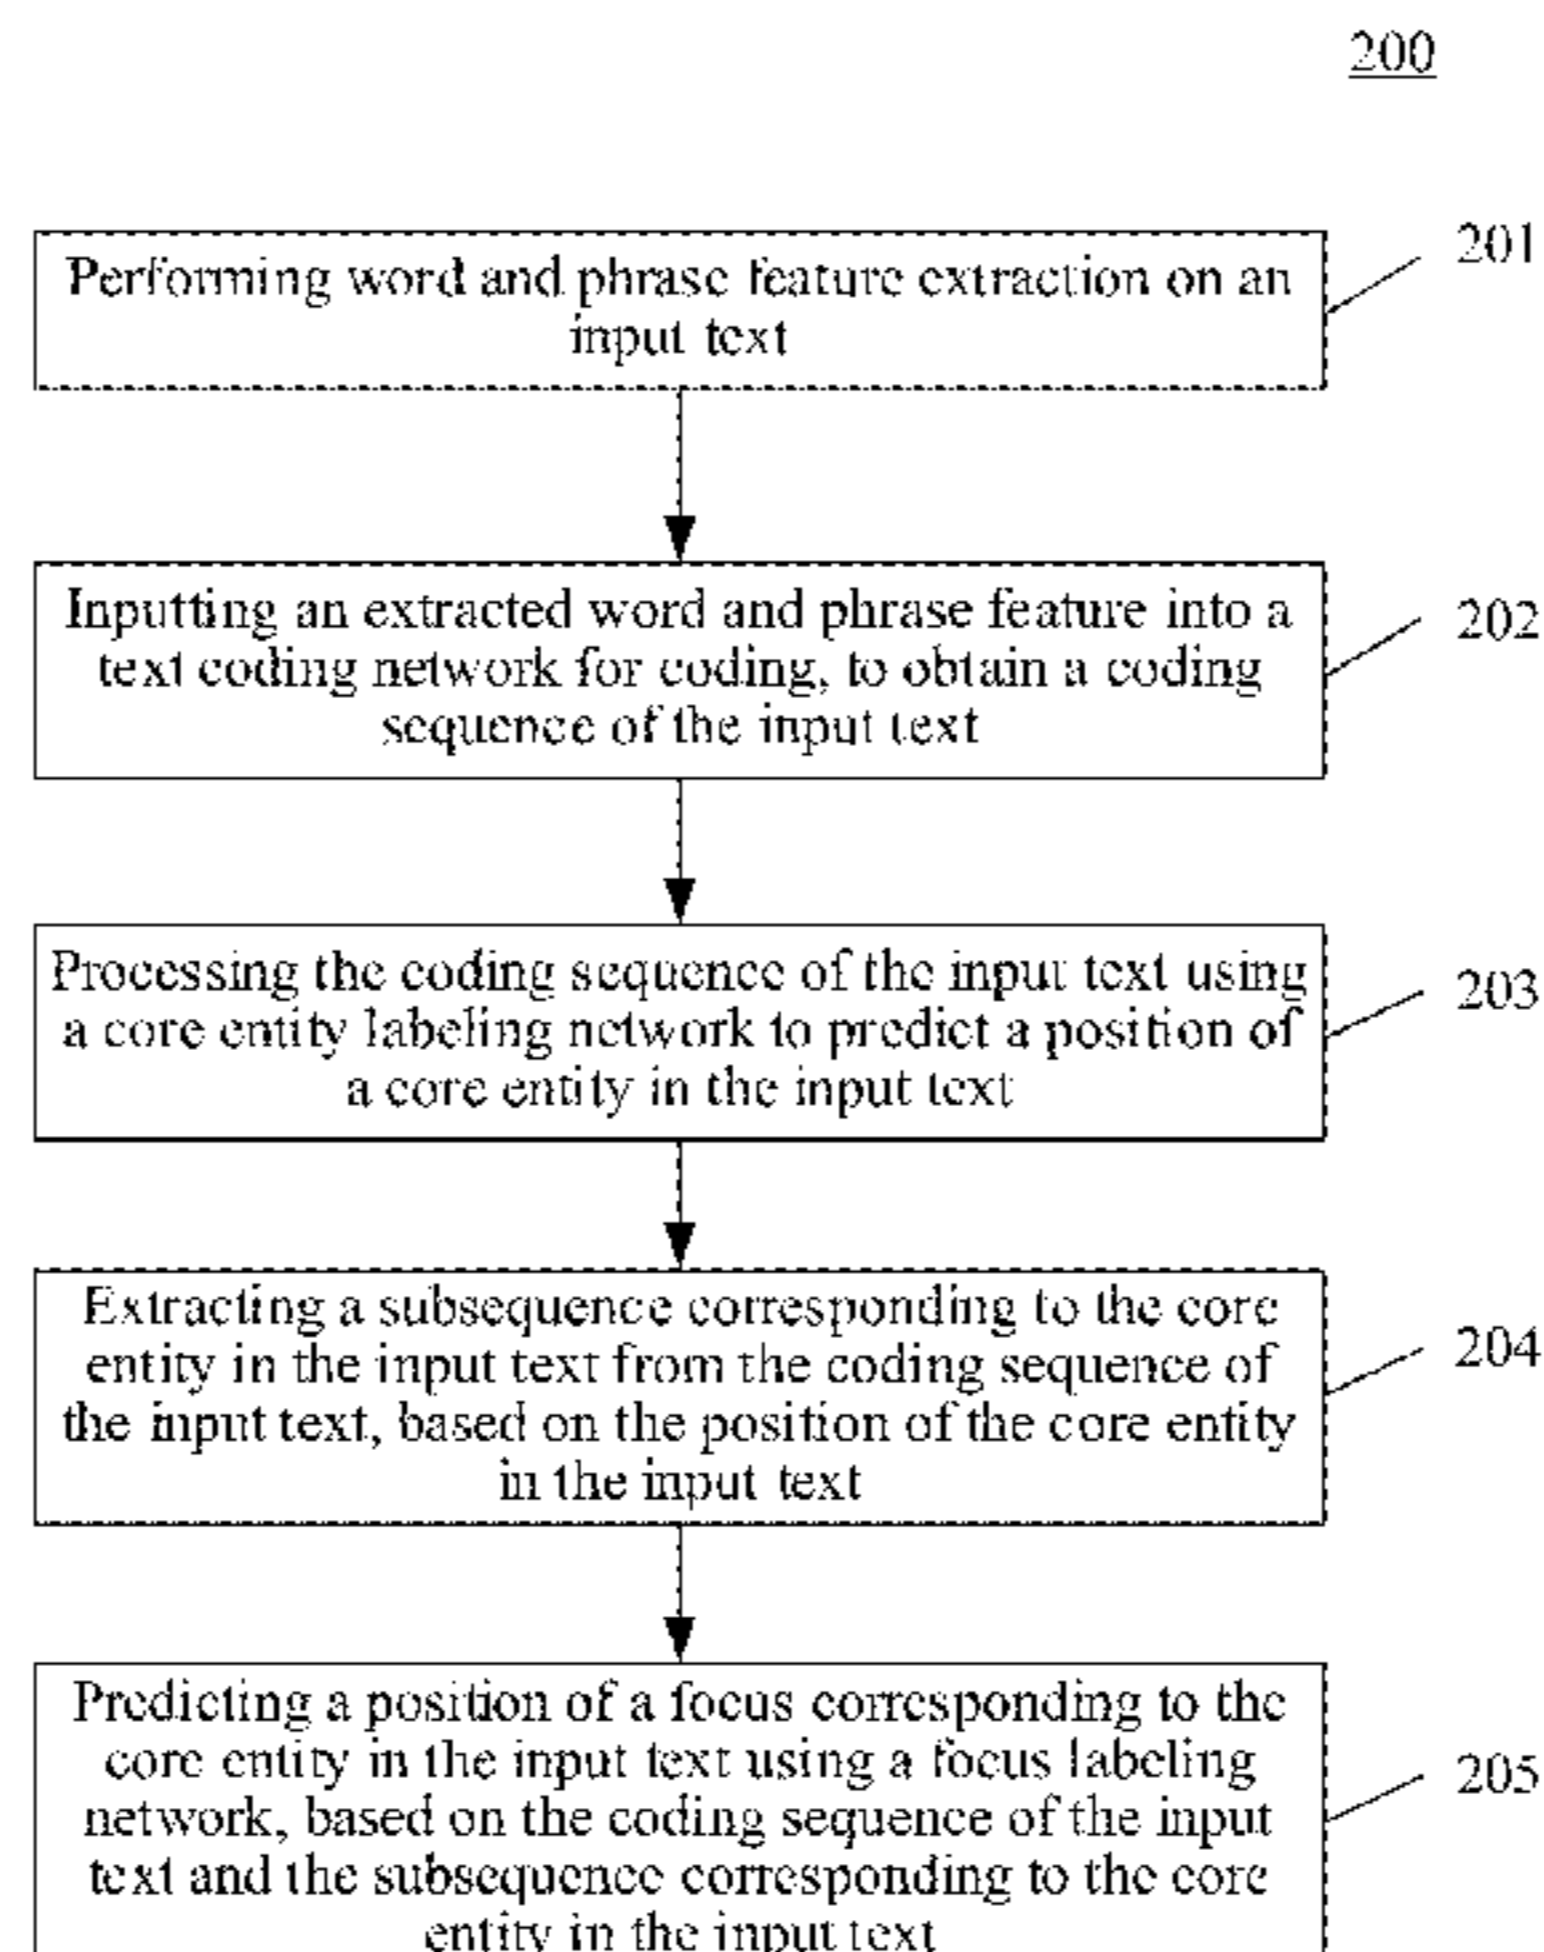 200
Performing word and phrase feature extraction on an
input text
201
Inputting an extracted word and phrase feature into a
text coding network for coding, to obtain a coding
sequence of the input text
202
Processing the coding sequence of the input text using
a core entity labeling network to predict a position of
a core entity in the input text
203
Extracting a subsequence corresponding to the core
entity in the input text from the coding sequence of
the input text, based on the position of the core entity
in the input text
204
Predicting a position of a focus corresponding to the
core entity in the input text using a focus labeling
network, based on the coding sequence of the input
text and the subsequence corresponding to the core
entity in the input text
205